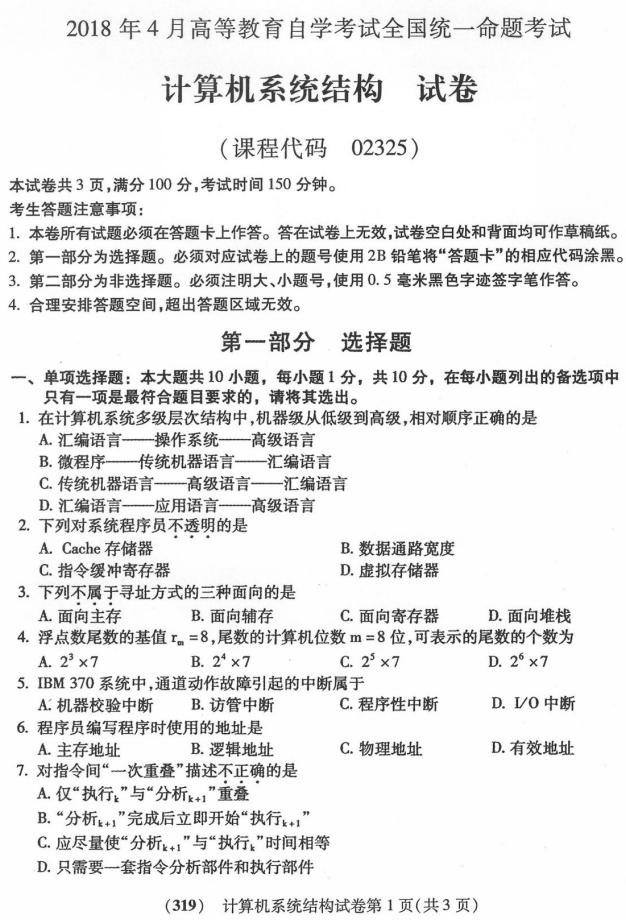 2018 年 4 月高等教育自学考试全国统一命题考试
计算机系统结构 试卷
(课程代码 02325)
本试卷共 3 页,满分 100 分,考试时间 150 分钟。
考生答题注意事项:
1. 本卷所有试题必须在答题卡上作答。答在试卷上无效,试卷空白处和背面均可作草稿纸。
2. 第一部分为选择题。必须对应试卷上的题号使用 2B 铅笔将“答题卡”的相应代码涂黑。
3. 第二部分为非选择题。必须注明大、小题号,使用 0.5 毫米黑色字迹签字笔作答。
4. 合理安排答题空间,超出答题区域无效。
第一部分 选择题
一、单项选择题:本大题共 10 小题,每小题 1 分,共 10 分,在每小题列出的备选项中
只有一项是最符合题目要求的,请将其选出。
1. 在计算机系统多级层次结构中,机器级从低级到高级,相对顺序正确的是
A. 汇编语言——操作系统——高级语言
B. 微程序——传统机器语言——汇编语言
C. 传统机器语言——高级语言——汇编语言
D. 汇编语言——应用语言——高级语言
2. 下列对系统程序员不透明的是
A. Cache 存储器 B. 数据通路宽度
C. 指令缓冲寄存器 D. 虚拟存储器
3. 下列不属于寻址方式的三种面向的是
A. 面向主存 B. 面向辅存 C. 面向寄存器 D. 面向堆栈
4. 浮点数尾数的基值 rₘ=8,尾数的计算机位数 m=8 位,可表示的尾数的个数为
A. 2³×7 B. 2⁴×7 C. 2⁵×7 D. 2⁶×7
5. IBM 370 系统中,通道动作故障引起的中断属于
A. 机器校验中断 B. 访管中断 C. 程序性中断 D. I/O 中断
6. 程序员编写程序时使用的地址是
A. 主存地址 B. 逻辑地址 C. 物理地址 D. 有效地址
7. 对指令间“一次重叠”描述不正确的是
A. 仅“执行ₖ”与“分析ₖ₊₁”重叠
B. “分析ₖ₊₁”完成后立即开始“执行ₖ₊₁”
C. 应尽量使“分析ₖ₊₁”与“执行ₖ”时间相等
D. 只需要一套指令分析部件和执行部件
(319) 计算机系统结构试卷第 1 页(共 3 页)